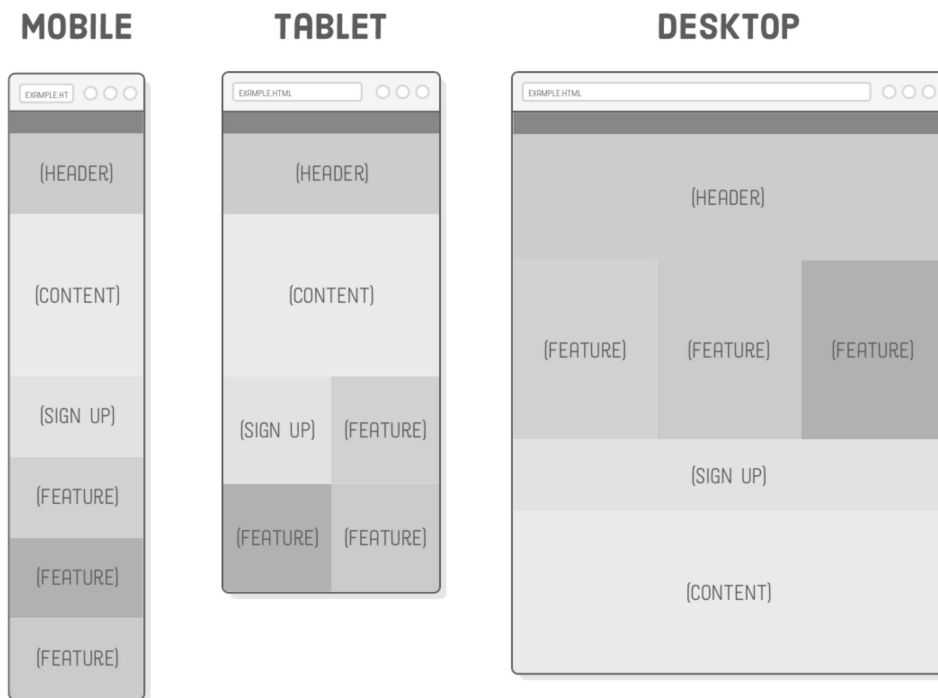 MOBILE
EXAMPLE.HT
(HEADER)
(CONTENT)
(SIGN UP)
(FEATURE)
(FEATURE)
(FEATURE)
TABLET
EXAMPLE.HTML
(HEADER)
(CONTENT)
(SIGN UP) (FEATURE)
(FEATURE) (FEATURE)
DESKTOP
EXAMPLE.HTML
(HEADER)
(FEATURE) (FEATURE) (FEATURE)
(SIGN UP)
(CONTENT)